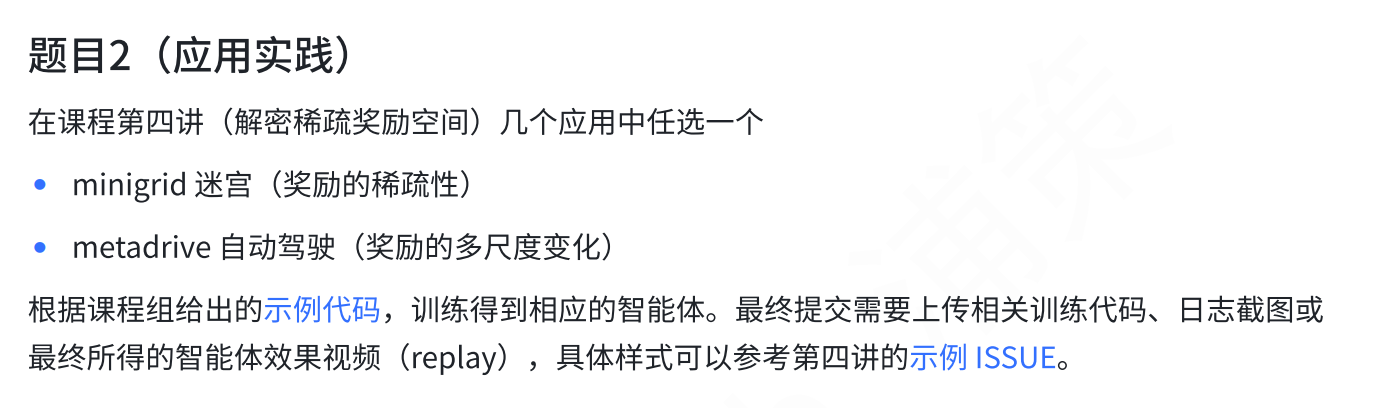 题目2（应用实践）
在课程第四讲（解密稀疏奖励空间）几个应用中任选一个
• minigrid 迷宫（奖励的稀疏性）
• metadrive 自动驾驶（奖励的多尺度变化）
根据课程组给出的示例代码，训练得到相应的智能体。最终提交需要上传相关训练代码、日志截图或
最终所得的智能体效果视频（replay），具体样式可以参考第四讲的示例 ISSUE。